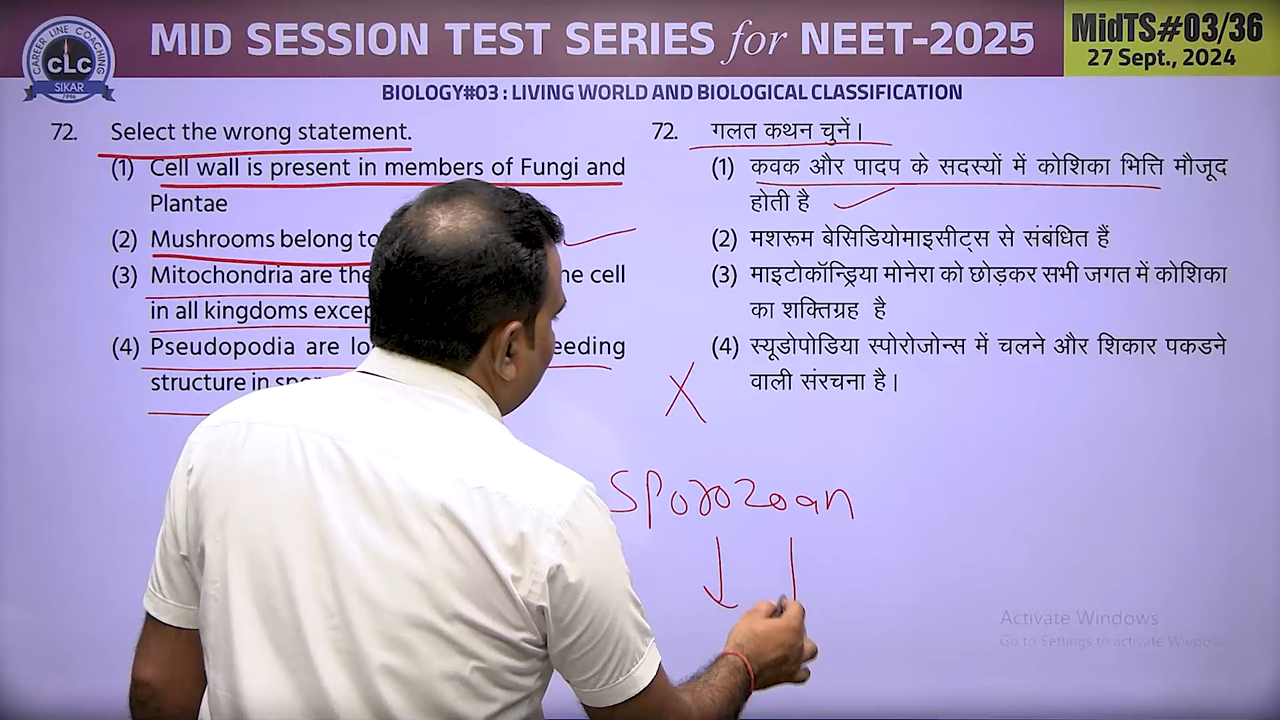 CAREER LINE COACHING
CLC
SIKAR
1996
MID SESSION TEST SERIES for NEET-2025
MidTS#03/36
27 Sept., 2024
BIOLOGY#03 : LIVING WORLD AND BIOLOGICAL CLASSIFICATION
72. Select the wrong statement.
(1) Cell wall is present in members of Fungi and
Plantae
(2) Mushrooms belong to
(3) Mitochondria are the cell
in all kingdoms
(4) Pseudopodia are
structure in
72. गलत कथन चुनें।
(1) कवक और पादप के सदस्यों में कोशिका भित्ति मौजूद
होती है
(2) मशरूम बेसिडियोमाइसीट्स से संबंधित हैं
(3) माइटोकॉन्ड्रिया मोनेरा को छोड़कर सभी जगत में कोशिका
का शक्तिग्रह है
(4) स्यूडोपोडिया स्पोरोजोन्स में चलने और शिकार पकडने
वाली संरचना है।
Sporozoan
Activate Windows
Go to Settings to activate Windows.